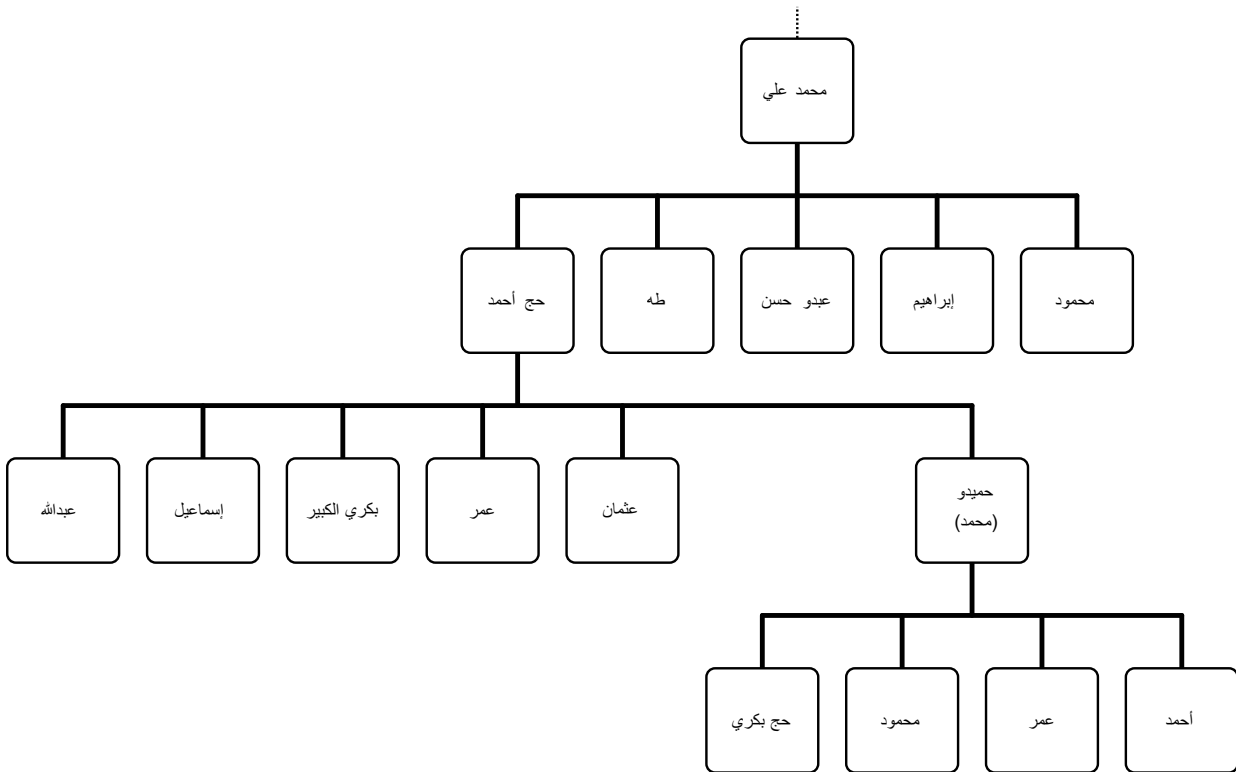 محمد علي
محمود
إبراهيم
عبدو حسن
طه
حج أحمد
حميدو
(محمد)
عثمان
عمر
بكري الكبير
إسماعيل
عبدالله
أحمد
عمر
محمود
حج بكري